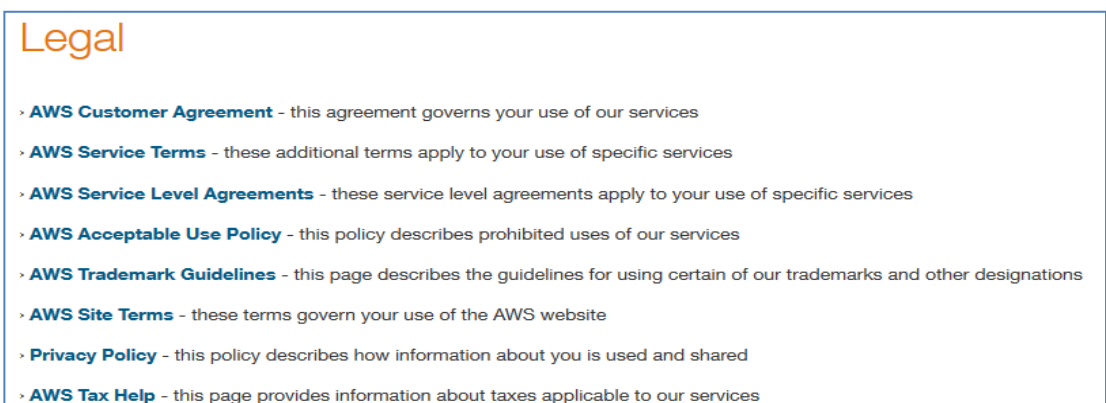 Legal
› AWS Customer Agreement - this agreement governs your use of our services
› AWS Service Terms - these additional terms apply to your use of specific services
› AWS Service Level Agreements - these service level agreements apply to your use of specific services
› AWS Acceptable Use Policy - this policy describes prohibited uses of our services
› AWS Trademark Guidelines - this page describes the guidelines for using certain of our trademarks and other designations
› AWS Site Terms - these terms govern your use of the AWS website
› Privacy Policy - this policy describes how information about you is used and shared
› AWS Tax Help - this page provides information about taxes applicable to our services